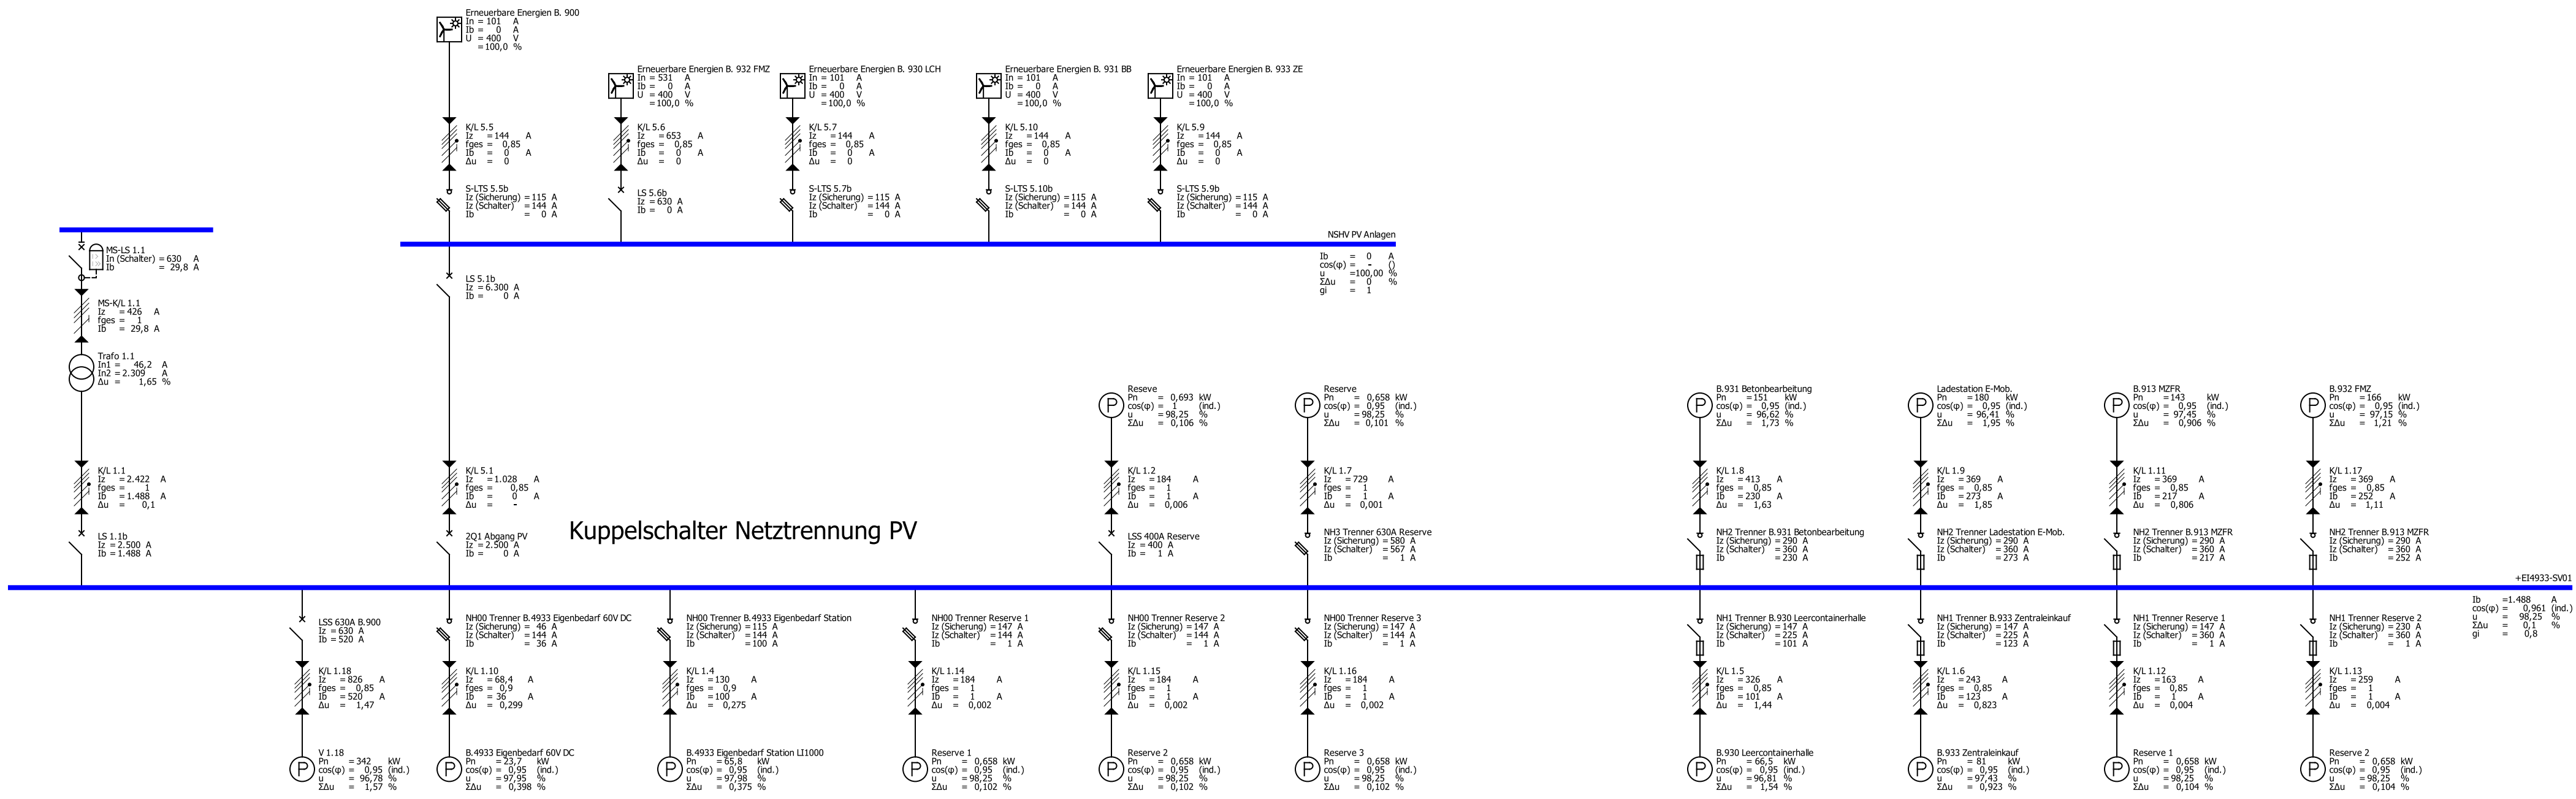 Erneuerbare Energien B. 900
In = 101 A
Ib = 0 A
U = 400 V
= 100,0 %
Erneuerbare Energien B. 932 FMZ
In = 531 A
Ib = 0 A
U = 400 V
= 100,0 %
Erneuerbare Energien B. 930 LCH
In = 101 A
Ib = 0 A
U = 400 V
= 100,0 %
Erneuerbare Energien B. 931 BB
In = 101 A
Ib = 0 A
U = 400 V
= 100,0 %
Erneuerbare Energien B. 933 ZE
In = 101 A
Ib = 0 A
U = 400 V
= 100,0 %
K/L 5.5
Iz = 144 A
fges = 0,85
Ib = 0 A
Δu = 0
K/L 5.6
Iz = 653 A
fges = 0,85
Ib = 0 A
Δu = 0
K/L 5.7
Iz = 144 A
fges = 0,85
Ib = 0 A
Δu = 0
K/L 5.10
Iz = 144 A
fges = 0,85
Ib = 0 A
Δu = 0
K/L 5.9
Iz = 144 A
fges = 0,85
Ib = 0 A
Δu = 0
S-LTS 5.5b
Iz (Sicherung) = 115 A
Iz (Schalter) = 144 A
Ib = 0 A
LS 5.6b
Iz = 630 A
Ib = 0 A
S-LTS 5.7b
Iz (Sicherung) = 115 A
Iz (Schalter) = 144 A
Ib = 0 A
S-LTS 5.10b
Iz (Sicherung) = 115 A
Iz (Schalter) = 144 A
Ib = 0 A
S-LTS 5.9b
Iz (Sicherung) = 115 A
Iz (Schalter) = 144 A
Ib = 0 A
NSHV PV Anlagen
Ib = 0 A
cos(φ) = - ()
u =100,00 %
ΣΔu = 0 %
gi = 1
MS-LS 1.1
In (Schalter) = 630 A
Ib = 29,8 A
MS-K/L 1.1
Iz = 426 A
fges = 1
Ib = 29,8 A
Trafo 1.1
In1 = 46,2 A
In2 = 2.309 A
Δu = 1,65 %
K/L 1.1
Iz = 2.422 A
fges = 1
Ib = 1.488 A
Δu = 0,1
LS 1.1b
Iz = 2.500 A
Ib = 1.488 A
LS 5.1b
Iz = 6.300 A
Ib = 0 A
K/L 5.1
Iz = 1.028 A
fges = 0,85
Ib = 0 A
Δu = -
2Q1 Abgang PV
Iz = 2.500 A
Ib = 0 A
Kuppelschalter Netztrennung PV
Reseve
Pn = 0,693 kW
cos(φ) = 1 (ind.)
u = 98,25 %
ΣΔu = 0,106 %
Reserve
Pn = 0,658 kW
cos(φ) = 0,95 (ind.)
u = 98,25 %
ΣΔu = 0,101 %
B.931 Betonbearbeitung
Pn = 151 kW
cos(φ) = 0,95 (ind.)
u = 96,62 %
ΣΔu = 1,73 %
Ladestation E-Mob.
Pn = 180 kW
cos(φ) = 0,95 (ind.)
u = 96,41 %
ΣΔu = 1,95 %
B.913 MZFR
Pn = 143 kW
cos(φ) = 0,95 (ind.)
u = 97,45 %
ΣΔu = 0,906 %
B.932 FMZ
Pn = 166 kW
cos(φ) = 0,95 (ind.)
u = 97,15 %
ΣΔu = 1,21 %
K/L 1.2
Iz = 184 A
fges = 1
Ib = 1 A
Δu = 0,006
K/L 1.7
Iz = 729 A
fges = 1
Ib = 1 A
Δu = 0,001
K/L 1.8
Iz = 413 A
fges = 0,85
Ib = 230 A
Δu = 1,63
K/L 1.9
Iz = 369 A
fges = 0,85
Ib = 273 A
Δu = 1,85
K/L 1.11
Iz = 369 A
fges = 0,85
Ib = 217 A
Δu = 0,806
K/L 1.17
Iz = 369 A
fges = 0,85
Ib = 252 A
Δu = 1,11
LSS 400A Reserve
Iz = 400 A
Ib = 1 A
NH3 Trenner 630A Reserve
Iz (Sicherung) = 580 A
Iz (Schalter) = 567 A
Ib = 1 A
NH2 Trenner B.931 Betonbearbeitung
Iz (Sicherung) = 290 A
Iz (Schalter) = 360 A
Ib = 230 A
NH2 Trenner Ladestation E-Mob.
Iz (Sicherung) = 290 A
Iz (Schalter) = 360 A
Ib = 273 A
NH2 Trenner B.913 MZFR
Iz (Sicherung) = 290 A
Iz (Schalter) = 360 A
Ib = 217 A
NH2 Trenner B.913 MZFR
Iz (Sicherung) = 290 A
Iz (Schalter) = 360 A
Ib = 252 A
+EI4933-SV01
Ib =1.488 A
cos(φ) = 0,961 (ind.)
u = 98,25 %
ΣΔu = 0,1 %
gi = 0,8
LSS 630A B.900
Iz = 630 A
Ib = 520 A
NH00 Trenner B.4933 Eigenbedarf 60V DC
Iz (Sicherung) = 46 A
Iz (Schalter) = 144 A
Ib = 36 A
NH00 Trenner B.4933 Eigenbedarf Station
Iz (Sicherung) = 115 A
Iz (Schalter) = 144 A
Ib = 100 A
NH00 Trenner Reserve 1
Iz (Sicherung) = 147 A
Iz (Schalter) = 144 A
Ib = 1 A
NH00 Trenner Reserve 2
Iz (Sicherung) = 147 A
Iz (Schalter) = 144 A
Ib = 1 A
NH00 Trenner Reserve 3
Iz (Sicherung) = 147 A
Iz (Schalter) = 144 A
Ib = 1 A
NH1 Trenner B.930 Leercontainerhalle
Iz (Sicherung) = 147 A
Iz (Schalter) = 225 A
Ib = 101 A
NH1 Trenner B.933 Zentraleinkauf
Iz (Sicherung) = 147 A
Iz (Schalter) = 225 A
Ib = 123 A
NH1 Trenner Reserve 1
Iz (Sicherung) = 147 A
Iz (Schalter) = 360 A
Ib = 1 A
NH1 Trenner Reserve 2
Iz (Sicherung) = 230 A
Iz (Schalter) = 360 A
Ib = 1 A
K/L 1.18
Iz = 826 A
fges = 0,85
Ib = 520 A
Δu = 1,47
K/L 1.10
Iz = 68,4 A
fges = 0,9
Ib = 36 A
Δu = 0,299
K/L 1.4
Iz = 130 A
fges = 0,9
Ib = 100 A
Δu = 0,275
K/L 1.14
Iz = 184 A
fges = 1
Ib = 1 A
Δu = 0,002
K/L 1.15
Iz = 184 A
fges = 1
Ib = 1 A
Δu = 0,002
K/L 1.16
Iz = 184 A
fges = 1
Ib = 1 A
Δu = 0,002
K/L 1.5
Iz = 326 A
fges = 0,85
Ib = 101 A
Δu = 1,44
K/L 1.6
Iz = 243 A
fges = 0,85
Ib = 123 A
Δu = 0,823
K/L 1.12
Iz = 163 A
fges = 0,85
Ib = 1 A
Δu = 0,004
K/L 1.13
Iz = 259 A
fges = 1
Ib = 1 A
Δu = 0,004
V 1.18
Pn = 342 kW
cos(φ) = 0,95 (ind.)
u = 96,78 %
ΣΔu = 1,57 %
B.4933 Eigenbedarf 60V DC
Pn = 23,7 kW
cos(φ) = 0,95 (ind.)
u = 97,95 %
ΣΔu = 0,398 %
B.4933 Eigenbedarf Station LI1000
Pn = 65,8 kW
cos(φ) = 0,95 (ind.)
u = 97,98 %
ΣΔu = 0,375 %
Reserve 1
Pn = 0,658 kW
cos(φ) = 0,95 (ind.)
u = 98,25 %
ΣΔu = 0,102 %
Reserve 2
Pn = 0,658 kW
cos(φ) = 0,95 (ind.)
u = 98,25 %
ΣΔu = 0,102 %
Reserve 3
Pn = 0,658 kW
cos(φ) = 0,95 (ind.)
u = 98,25 %
ΣΔu = 0,102 %
B.930 Leercontainerhalle
Pn = 66,5 kW
cos(φ) = 0,95 (ind.)
u = 96,81 %
ΣΔu = 1,54 %
B.933 Zentraleinkauf
Pn = 81 kW
cos(φ) = 0,95 (ind.)
u = 97,43 %
ΣΔu = 0,923 %
Reserve 1
Pn = 0,658 kW
cos(φ) = 0,95 (ind.)
u = 98,25 %
ΣΔu = 0,104 %
Reserve 2
Pn = 0,658 kW
cos(φ) = 0,95 (ind.)
u = 98,25 %
ΣΔu = 0,104 %